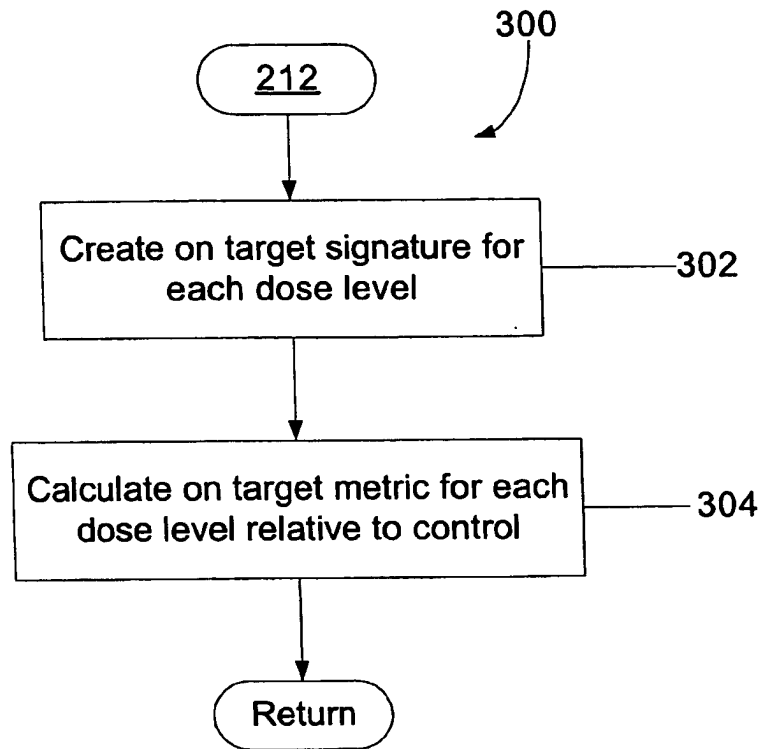 300
212
Create on target signature for
each dose level
302
Calculate on target metric for each
dose level relative to control
304
Return